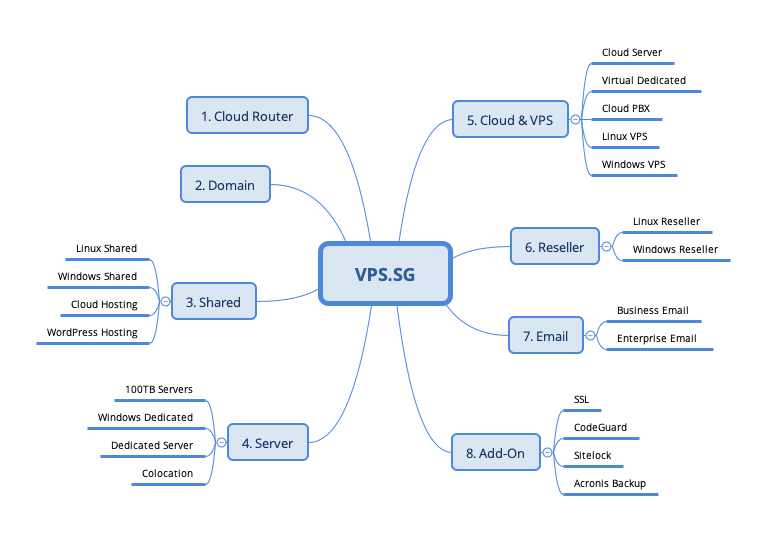 VPS.SG
1. Cloud Router
2. Domain
3. Shared
Linux Shared
Windows Shared
Cloud Hosting
WordPress Hosting
4. Server
100TB Servers
Windows Dedicated
Dedicated Server
Colocation
5. Cloud & VPS
Cloud Server
Virtual Dedicated
Cloud PBX
Linux VPS
Windows VPS
6. Reseller
Linux Reseller
Windows Reseller
7. Email
Business Email
Enterprise Email
8. Add-On
SSL
CodeGuard
Sitelock
Acronis Backup